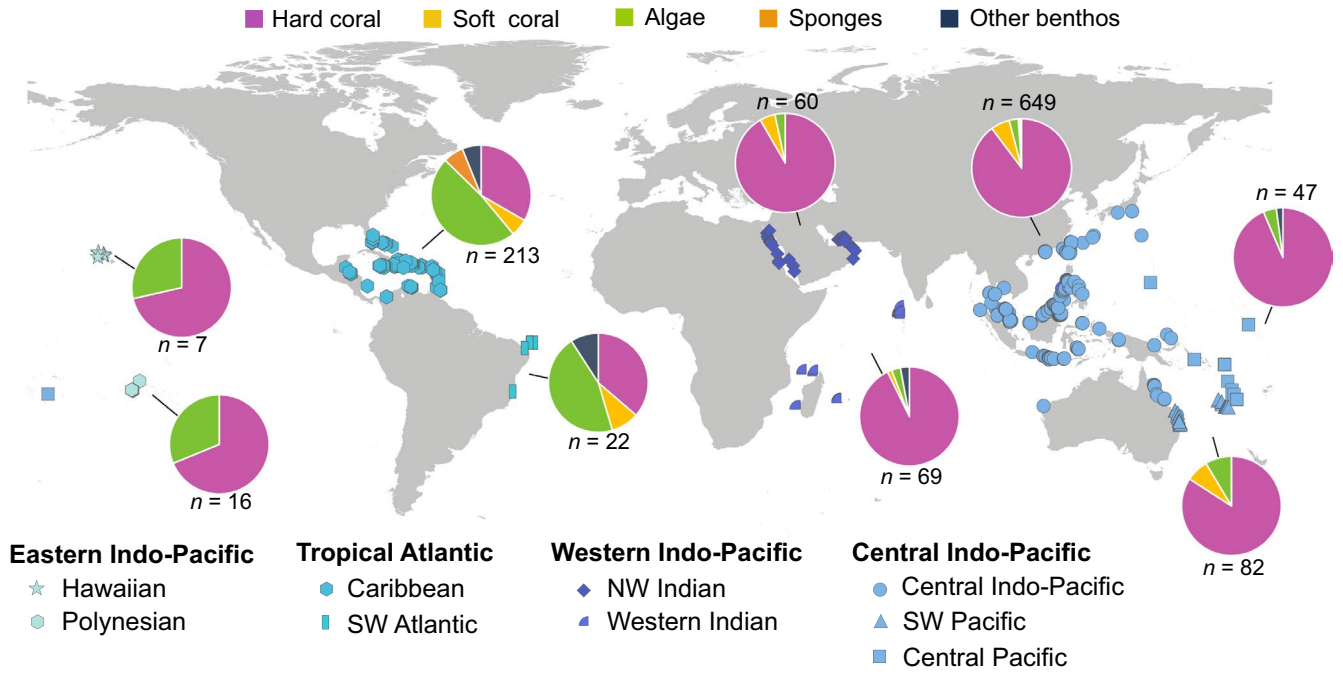 Hard coral
Soft coral
Algae
Sponges
Other benthos
n = 60
n = 649
n = 47
n = 213
n = 7
n = 22
n = 69
n = 16
n = 82
Eastern Indo-Pacific
Hawaiian
Polynesian
Tropical Atlantic
Caribbean
SW Atlantic
Western Indo-Pacific
NW Indian
Western Indian
Central Indo-Pacific
Central Indo-Pacific
SW Pacific
Central Pacific